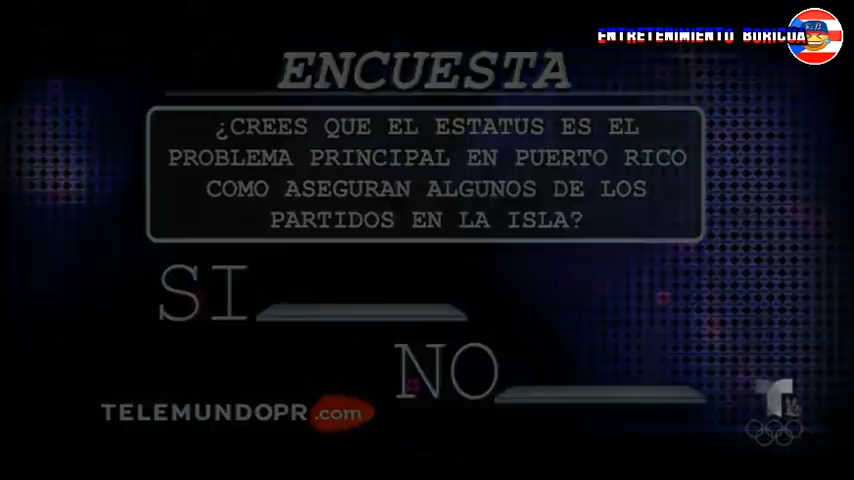 ENTRETENIMIENTO BORICUA
ENCUESTA
¿CREES QUE EL ESTATUS ES EL
PROBLEMA PRINCIPAL EN PUERTO RICO
COMO ASEGURAN ALGUNOS DE LOS
PARTIDOS EN LA ISLA?
SI
NO
TELEMUNDOPR.com